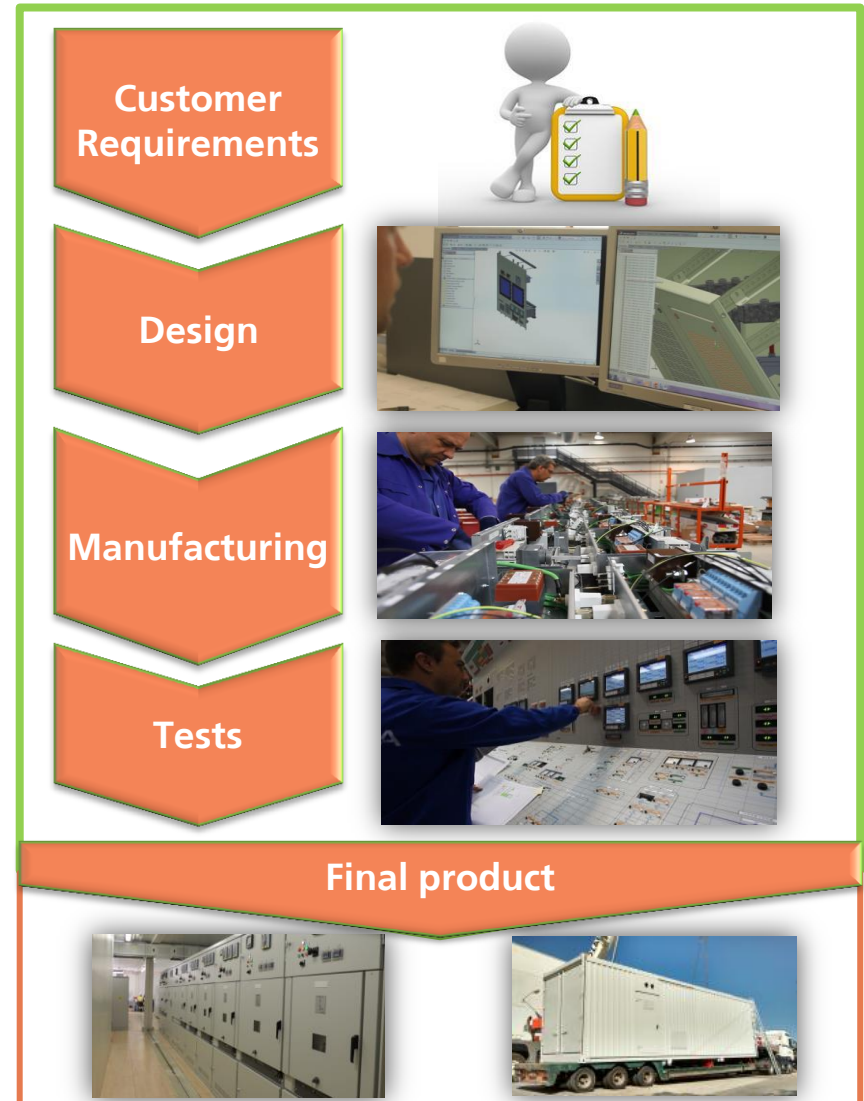 Customer
Requirements
Design
Manufacturing
Tests
Final product